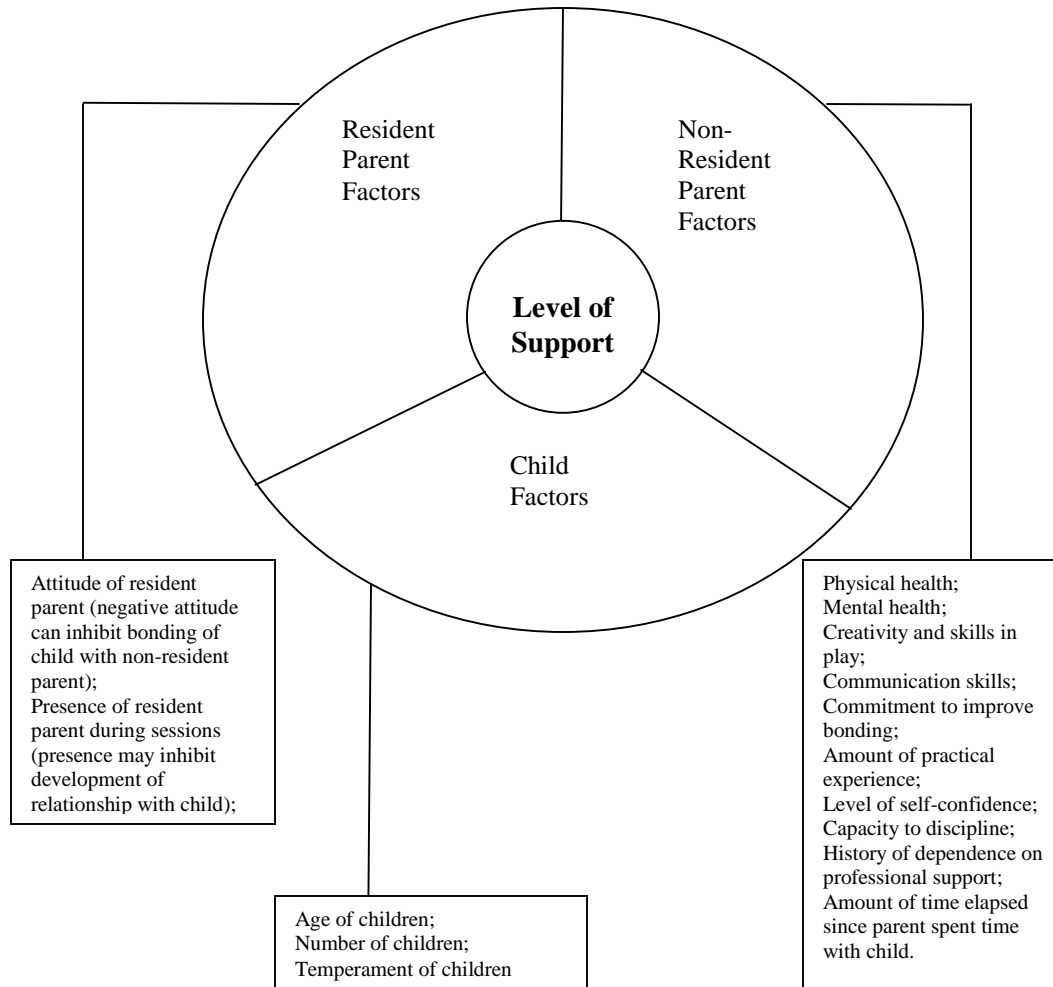 Resident
Parent
Factors
Non-
Resident
Parent
Factors
Level of
Support
Child
Factors
Attitude of resident
parent (negative attitude
can inhibit bonding of
child with non-resident
parent);
Presence of resident
parent during sessions
(presence may inhibit
development of
relationship with child);
Physical health;
Mental health;
Creativity and skills in
play;
Communication skills;
Commitment to improve
bonding;
Amount of practical
experience;
Level of self-confidence;
Capacity to discipline;
History of dependence on
professional support;
Amount of time elapsed
since parent spent time
with child.
Age of children;
Number of children;
Temperament of children